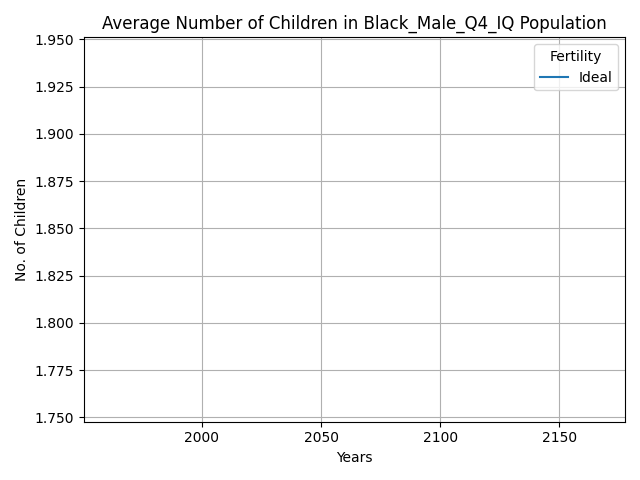 Average Number of Children in Black_Male_Q4_IQ Population
1.950
1.925
1.900
1.875
1.850
1.825
1.800
1.775
1.750
No. of Children
Fertility
Ideal
2000 2050 2100 2150
Years